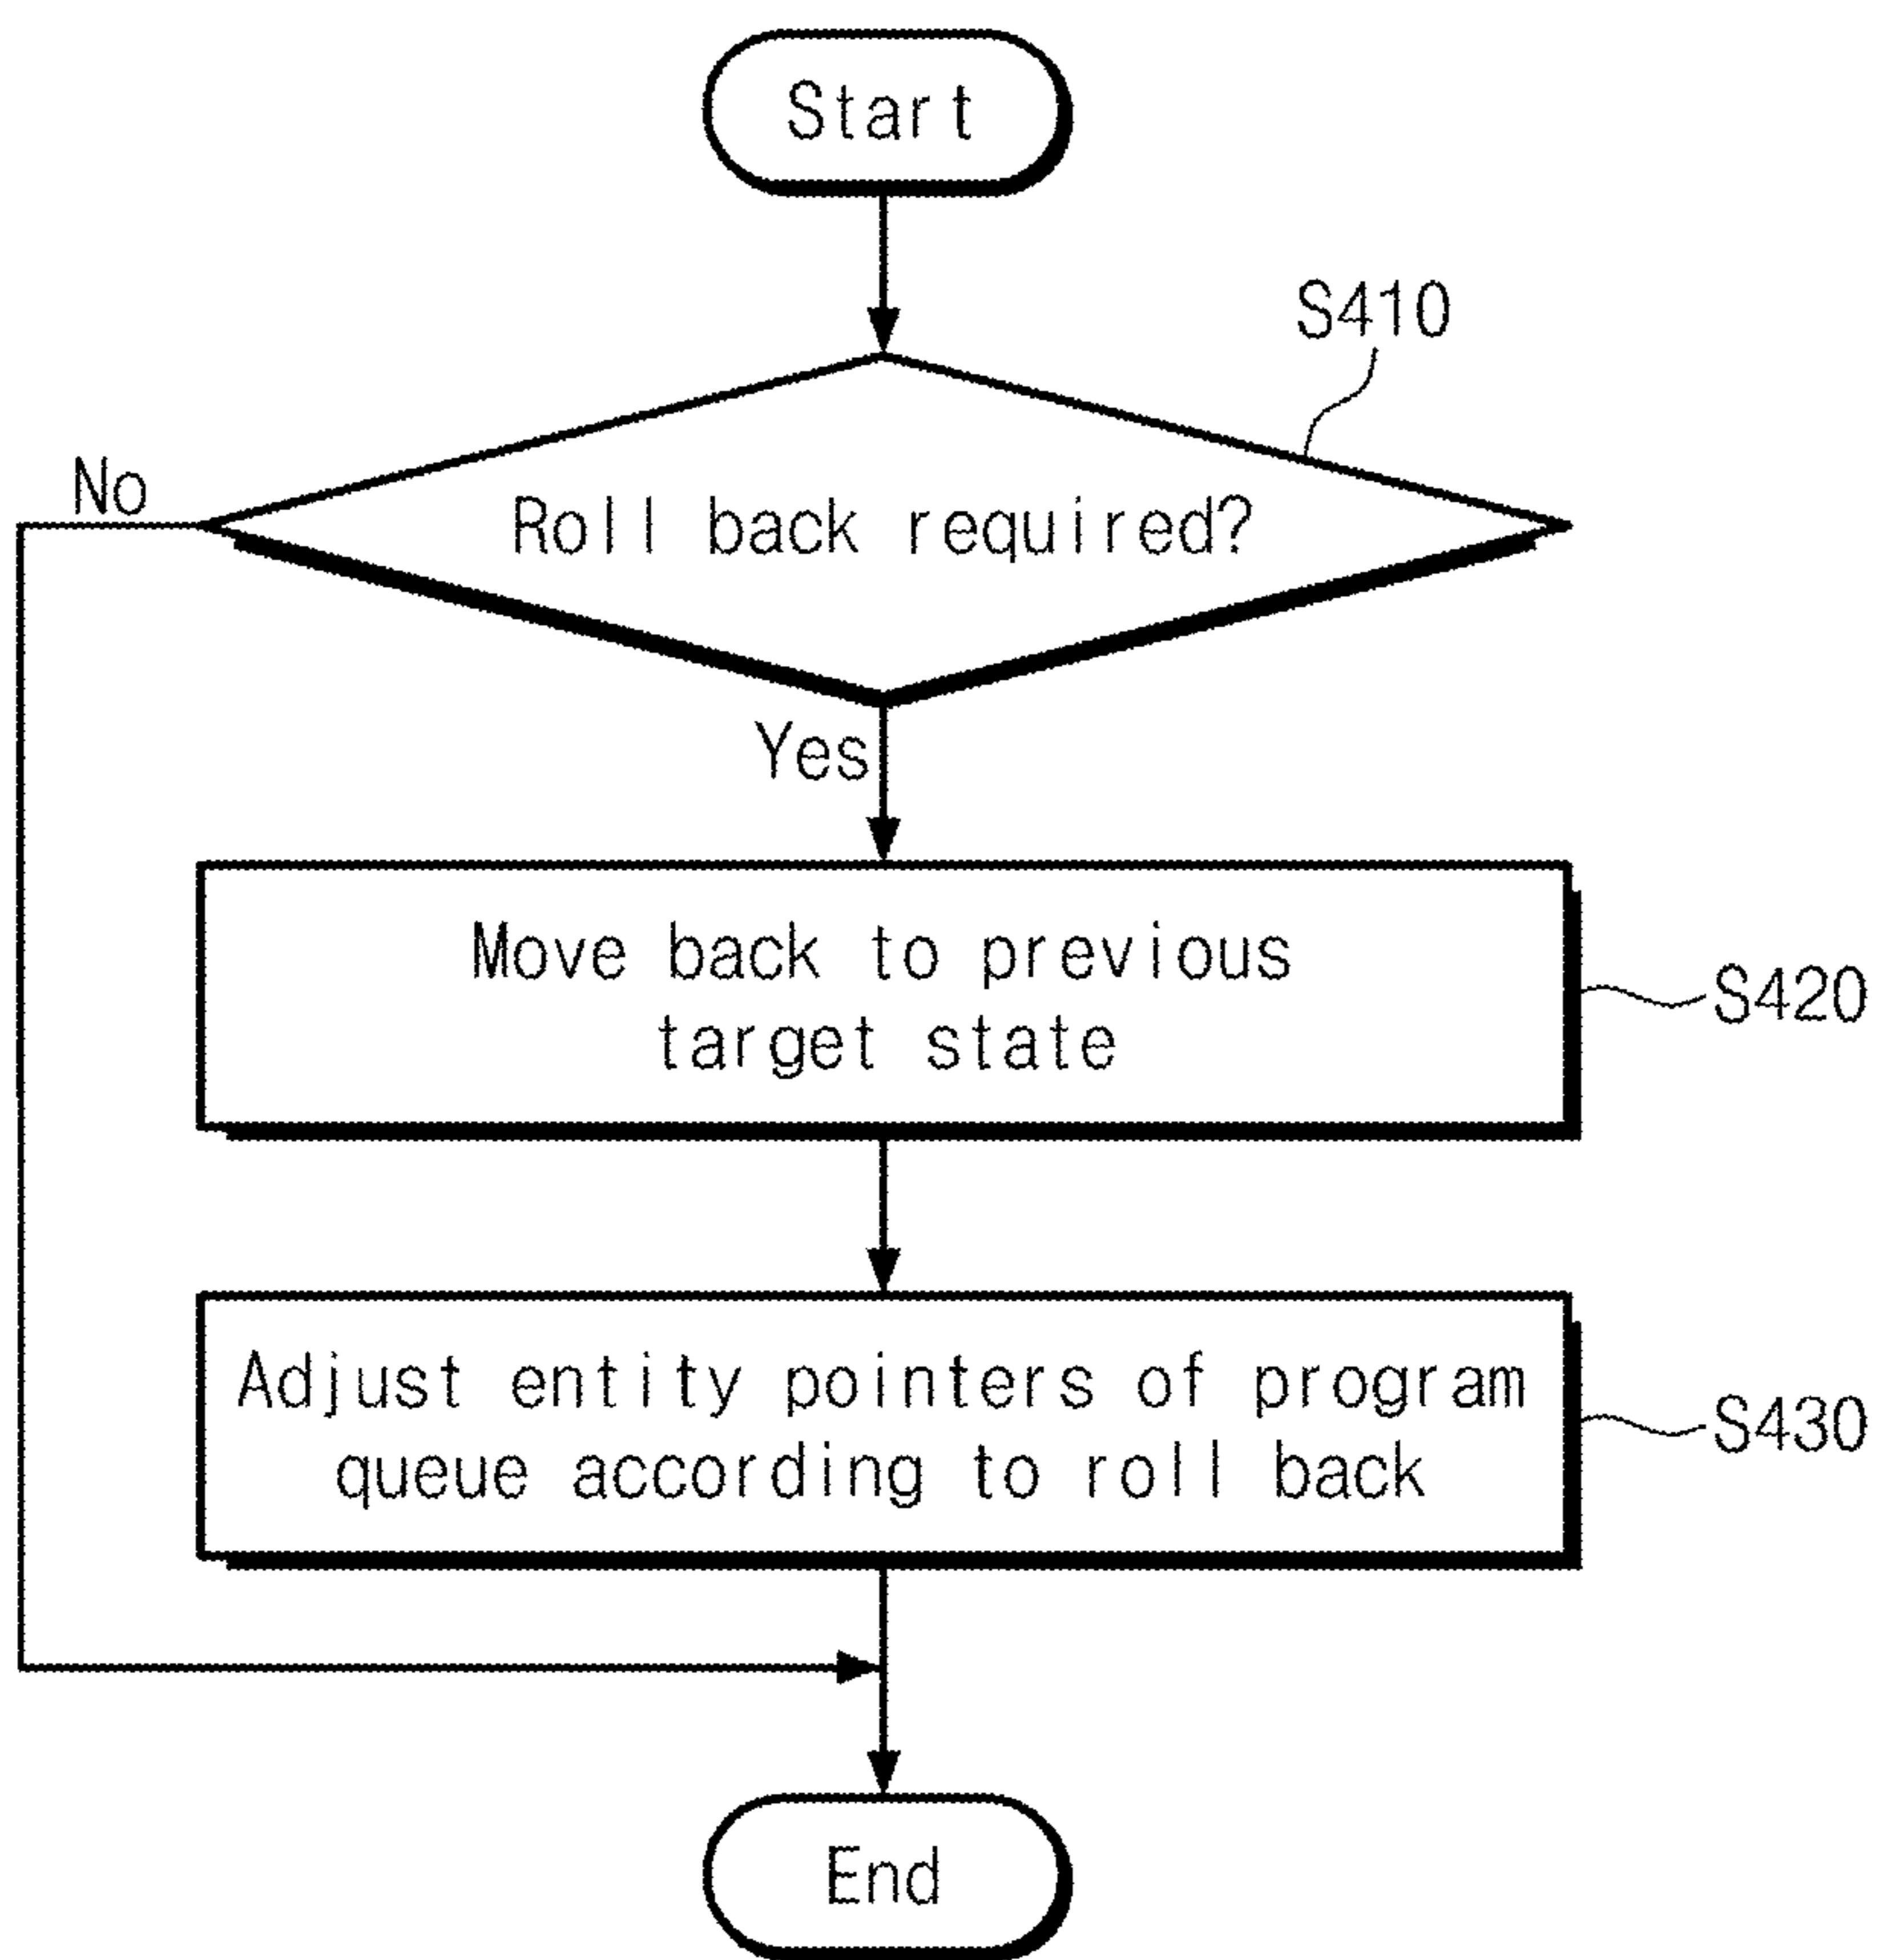 Start
S410
No
Roll back required?
Yes
Move back to previous
target state
S420
Adjust entity pointers of program
queue according to roll back
S430
End